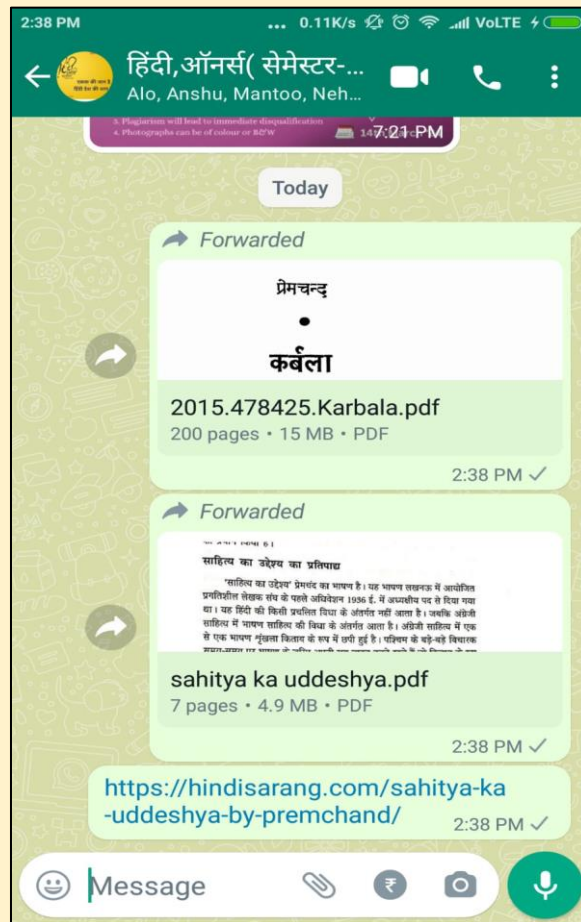 2:38 PM ... 0.11K/s VoLTE
हिंदी,ऑनर्स( सेमेस्टर-...
Alo, Anshu, Mantoo, Neh...
3. Plagiarism will lead to immediate disqualification
4. Photographs can be of colour or B&W
7:21 PM
Today
Forwarded
प्रेमचन्द
•
कर्बला
2015.478425.Karbala.pdf
200 pages • 15 MB • PDF
2:38 PM
Forwarded
साहित्य का उद्देश्य का प्रतिपाद्य
'साहित्य का उद्देश्य' प्रेमचंद का भाषण है। यह भाषण लखनऊ में आयोजित
प्रगतिशील लेखक संघ के पहले अधिवेशन 1936 ई. में अध्यक्षीय पद से दिया गया
था। यह हिंदी की किसी प्रचलित विधा के अंतर्गत नहीं आता है। जबकि अंग्रेजी
साहित्य में भाषण साहित्य की विधा के अंतर्गत आता है। अंग्रेजी साहित्य में एक
से एक भाषण शृंखला किताब के रूप में छपी हुई है। पश्चिम के बड़े-बड़े विचारक
sahitya ka uddeshya.pdf
7 pages • 4.9 MB • PDF
2:38 PM
https://hindisarang.com/sahitya-ka
-uddeshya-by-premchand/
2:38 PM
Message